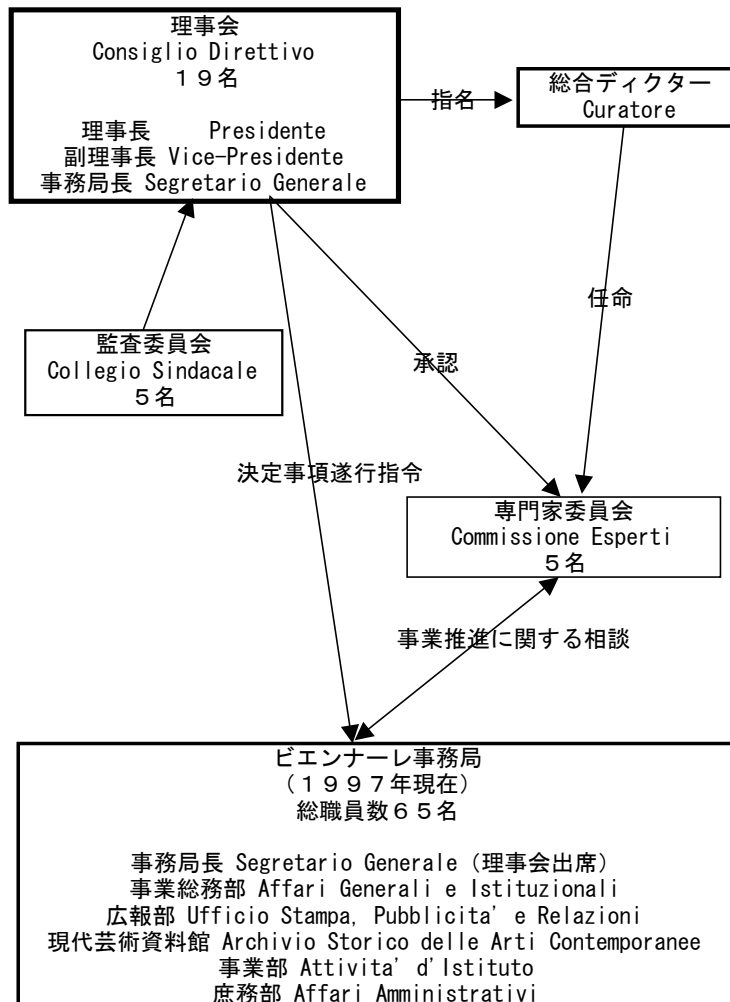 理事会
Consiglio Direttivo
１９名
理事長 Presidente
副理事長 Vice-Presidente
事務局長 Segretario Generale
指名
総合ディクター
Curatore
任命
監査委員会
Collegio Sindacale
５名
承認
決定事項遂行指令
専門家委員会
Commissione Esperti
５名
事業推進に関する相談
ビエンナーレ事務局
（１９９７年現在）
総職員数６５名
事務局長 Segretario Generale（理事会出席）
事業総務部 Affari Generali e Istituzionali
広報部 Ufficio Stampa, Pubblicita' e Relazioni
現代芸術資料館 Archivio Storico delle Arti Contemporanee
事業部 Attivita' d'Istituto
庶務部 Affari Amministrativi